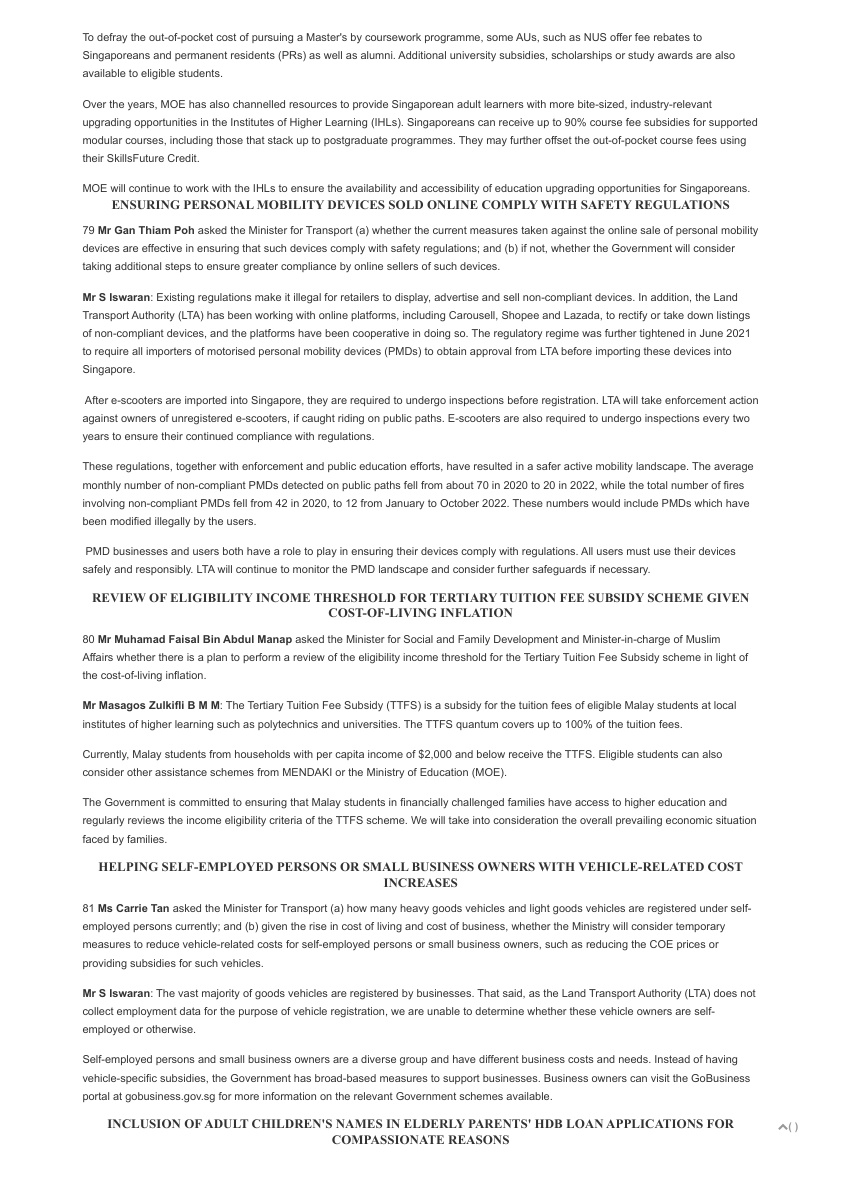 To defray the out-of-pocket cost of pursuing a Master's by coursework programme, some AUs, such as NUS offer fee rebates to
Singaporeans and permanent residents (PRs) as well as alumni. Additional university subsidies, scholarships or study awards are also
available to eligible students.
Over the years, MOE has also channelled resources to provide Singaporean adult learners with more bite-sized, industry-relevant
upgrading opportunities in the Institutes of Higher Learning (IHLs). Singaporeans can receive up to 90% course fee subsidies for supported
modular courses, including those that stack up to postgraduate programmes. They may further offset the out-of-pocket course fees using
their SkillsFuture Credit.
MOE will continue to work with the IHLs to ensure the availability and accessibility of education upgrading opportunities for Singaporeans.
ENSURING PERSONAL MOBILITY DEVICES SOLD ONLINE COMPLY WITH SAFETY REGULATIONS
79 Mr Gan Thiam Poh asked the Minister for Transport (a) whether the current measures taken against the online sale of personal mobility
devices are effective in ensuring that such devices comply with safety regulations; and (b) if not, whether the Government will consider
taking additional steps to ensure greater compliance by online sellers of such devices.
Mr S Iswaran: Existing regulations make it illegal for retailers to display, advertise and sell non-compliant devices. In addition, the Land
Transport Authority (LTA) has been working with online platforms, including Carousell, Shopee and Lazada, to rectify or take down listings
of non-compliant devices, and the platforms have been cooperative in doing so. The regulatory regime was further tightened in June 2021
to require all importers of motorised personal mobility devices (PMDs) to obtain approval from LTA before importing these devices into
Singapore.
After e-scooters are imported into Singapore, they are required to undergo inspections before registration. LTA will take enforcement action
against owners of unregistered e-scooters, if caught riding on public paths. E-scooters are also required to undergo inspections every two
years to ensure their continued compliance with regulations.
These regulations, together with enforcement and public education efforts, have resulted in a safer active mobility landscape. The average
monthly number of non-compliant PMDs detected on public paths fell from about 70 in 2020 to 20 in 2022, while the total number of fires
involving non-compliant PMDs fell from 42 in 2020, to 12 from January to October 2022. These numbers would include PMDs which have
been modified illegally by the users.
PMD businesses and users both have a role to play in ensuring their devices comply with regulations. All users must use their devices
safely and responsibly. LTA will continue to monitor the PMD landscape and consider further safeguards if necessary.
REVIEW OF ELIGIBILITY INCOME THRESHOLD FOR TERTIARY TUITION FEE SUBSIDY SCHEME GIVEN
COST-OF-LIVING INFLATION
80 Mr Muhamad Faisal Bin Abdul Manap asked the Minister for Social and Family Development and Minister-in-charge of Muslim
Affairs whether there is a plan to perform a review of the eligibility income threshold for the Tertiary Tuition Fee Subsidy scheme in light of
the cost-of-living inflation.
Mr Masagos Zulkifli B M M: The Tertiary Tuition Fee Subsidy (TTFS) is a subsidy for the tuition fees of eligible Malay students at local
institutes of higher learning such as polytechnics and universities. The TTFS quantum covers up to 100% of the tuition fees.
Currently, Malay students from households with per capita income of $2,000 and below receive the TTFS. Eligible students can also
consider other assistance schemes from MENDAKI or the Ministry of Education (MOE).
The Government is committed to ensuring that Malay students in financially challenged families have access to higher education and
regularly reviews the income eligibility criteria of the TTFS scheme. We will take into consideration the overall prevailing economic situation
faced by families.
HELPING SELF-EMPLOYED PERSONS OR SMALL BUSINESS OWNERS WITH VEHICLE-RELATED COST
INCREASES
81 Ms Carrie Tan asked the Minister for Transport (a) how many heavy goods vehicles and light goods vehicles are registered under self-
employed persons currently; and (b) given the rise in cost of living and cost of business, whether the Ministry will consider temporary
measures to reduce vehicle-related costs for self-employed persons or small business owners, such as reducing the COE prices or
providing subsidies for such vehicles.
Mr S Iswaran: The vast majority of goods vehicles are registered by businesses. That said, as the Land Transport Authority (LTA) does not
collect employment data for the purpose of vehicle registration, we are unable to determine whether these vehicle owners are self-
employed or otherwise.
Self-employed persons and small business owners are a diverse group and have different business costs and needs. Instead of having
vehicle-specific subsidies, the Government has broad-based measures to support businesses. Business owners can visit the GoBusiness
portal at gobusiness.gov.sg for more information on the relevant Government schemes available.
INCLUSION OF ADULT CHILDREN'S NAMES IN ELDERLY PARENTS' HDB LOAN APPLICATIONS FOR
COMPASSIONATE REASONS
( )